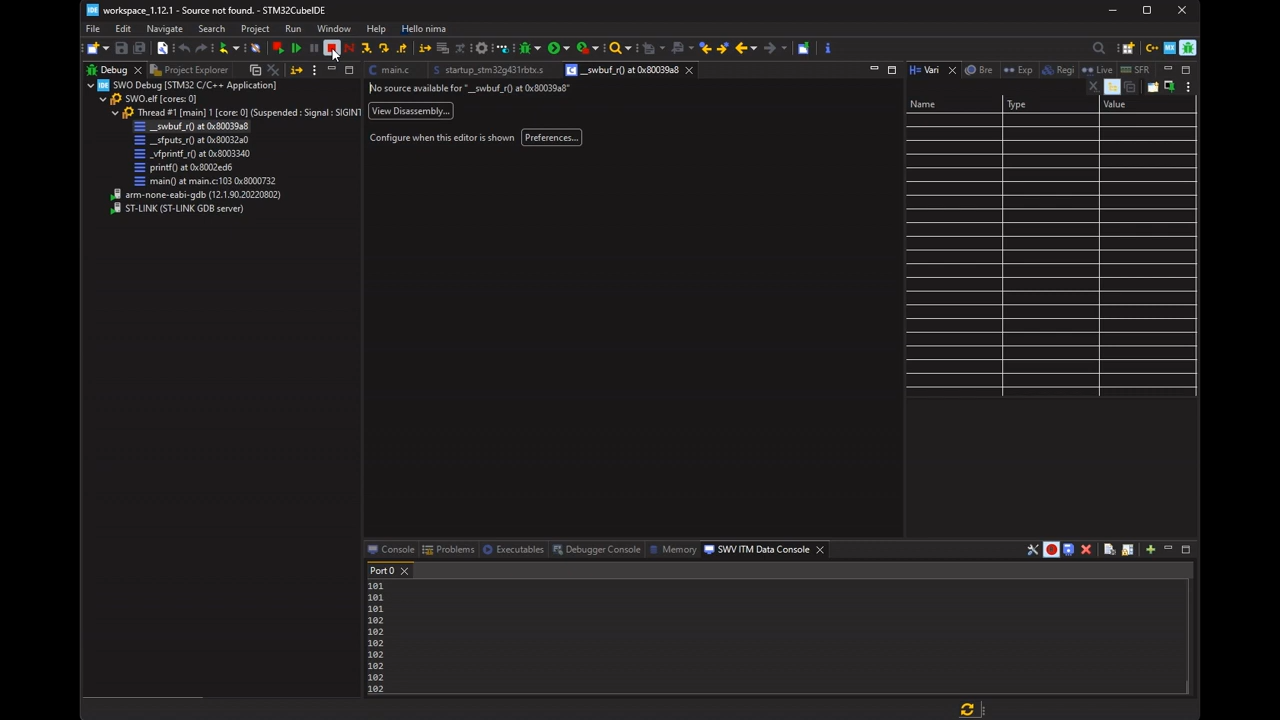 workspace_1.12.1 - Source not found. - STM32CubeIDE
File Edit Navigate Search Project Run Window Help Hello nima
Debug Project Explorer
SWO Debug [STM32 C/C++ Application]
SWO.elf [cores: 0]
Thread #1 [main] 1 [core: 0] (Suspended : Signal : SIGINT
__swbuf_r() at 0x80039a8
__sfputs_r() at 0x80032a0
_vfprintf_r() at 0x8003340
printf() at 0x8002ed6
main() at main.c:103 0x8000732
arm-none-eabi-gdb (12.1.90.20220802)
ST-LINK (ST-LINK GDB server)
main.c startup_stm32g431rbtx.s __swbuf_r() at 0x80039a8
No source available for "__swbuf_r() at 0x80039a8"
View Disassembly...
Configure when this editor is shown Preferences...
Vari Bre Exp Regi Live SFR
Name Type Value
Console Problems Executables Debugger Console Memory SWV ITM Data Console
Port 0
101
101
101
102
102
102
102
102
102
102